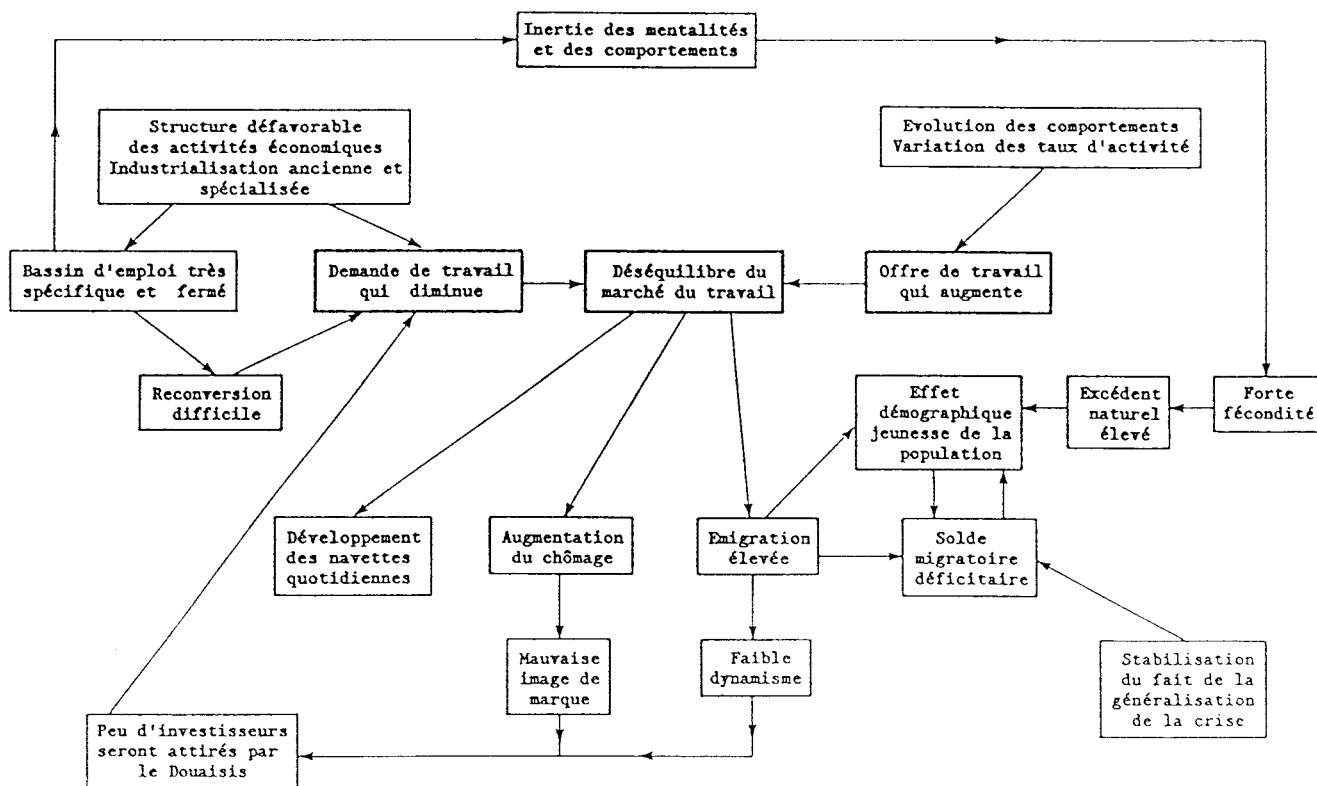 Inertie des mentalités
et des comportements
Structure défavorable
des activités économiques
Industrialisation ancienne et
spécialisée
Evolution des comportements
Variation des taux d'activité
Bassin d'emploi très
spécifique et fermé
Demande de travail
qui diminue
Déséquilibre du
marché du travail
Offre de travail
qui augmente
Reconversion
difficile
Effet
démographique
jeunesse de la
population
Excédent
naturel
élevé
Forte
fécondité
Développement
des navettes
quotidiennes
Augmentation
du chômage
Emigration
élevée
Solde
migratoire
déficitaire
Mauvaise
image de
marque
Faible
dynamisme
Stabilisation
du fait de la
généralisation
de la crise
Peu d'investisseurs
seront attirés par
le Douaisis